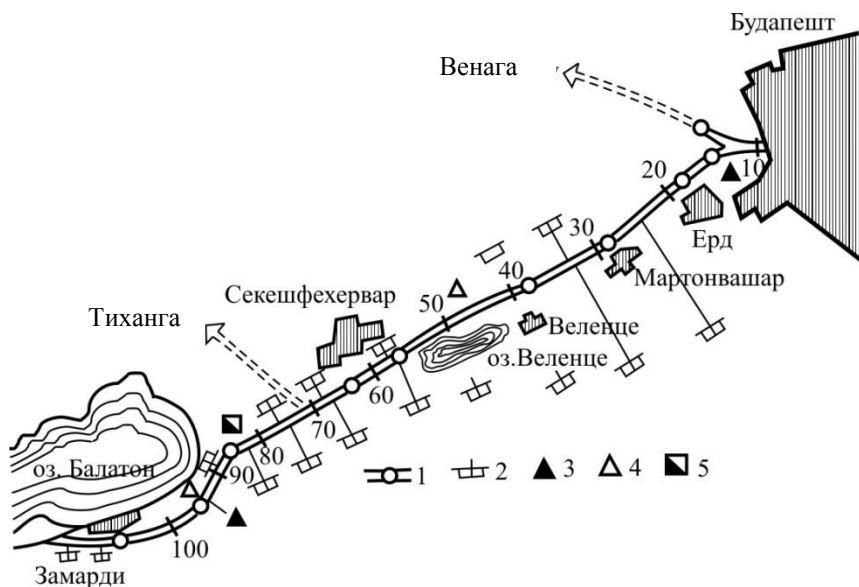 Будапешт
Венага
20
10
30
Ерд
40
Мартонвашар
Секешфехервар
50
Тиханга
Веленце
оз.Веленце
60
70
80
оз. Балатон
90
1
2
3
4
5
100
Замарди